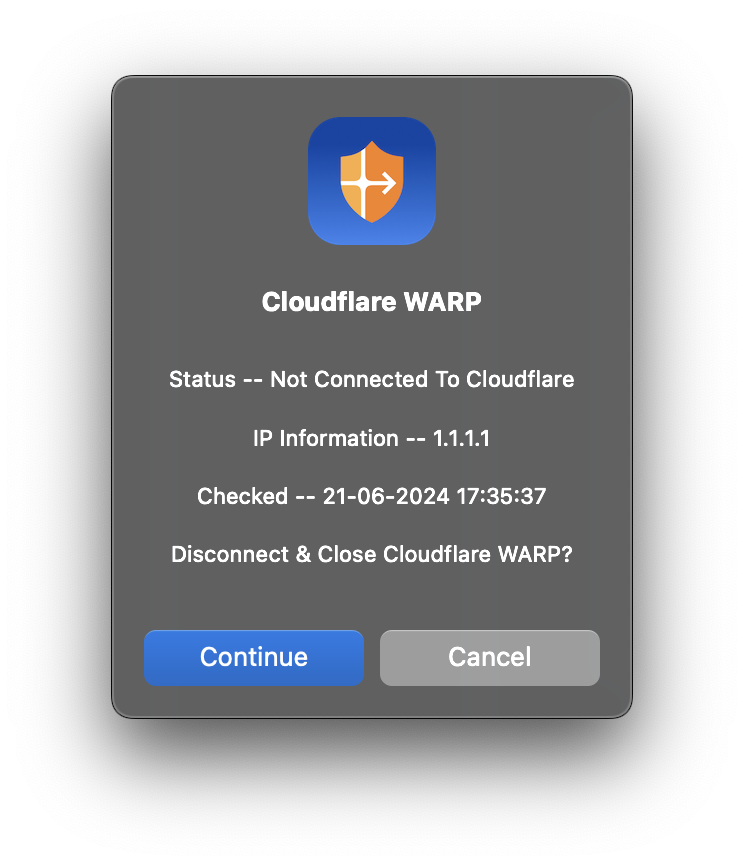 Cloudflare WARP
Status -- Not Connected To Cloudflare
IP Information -- 1.1.1.1
Checked -- 21-06-2024 17:35:37
Disconnect & Close Cloudflare WARP?
Continue
Cancel